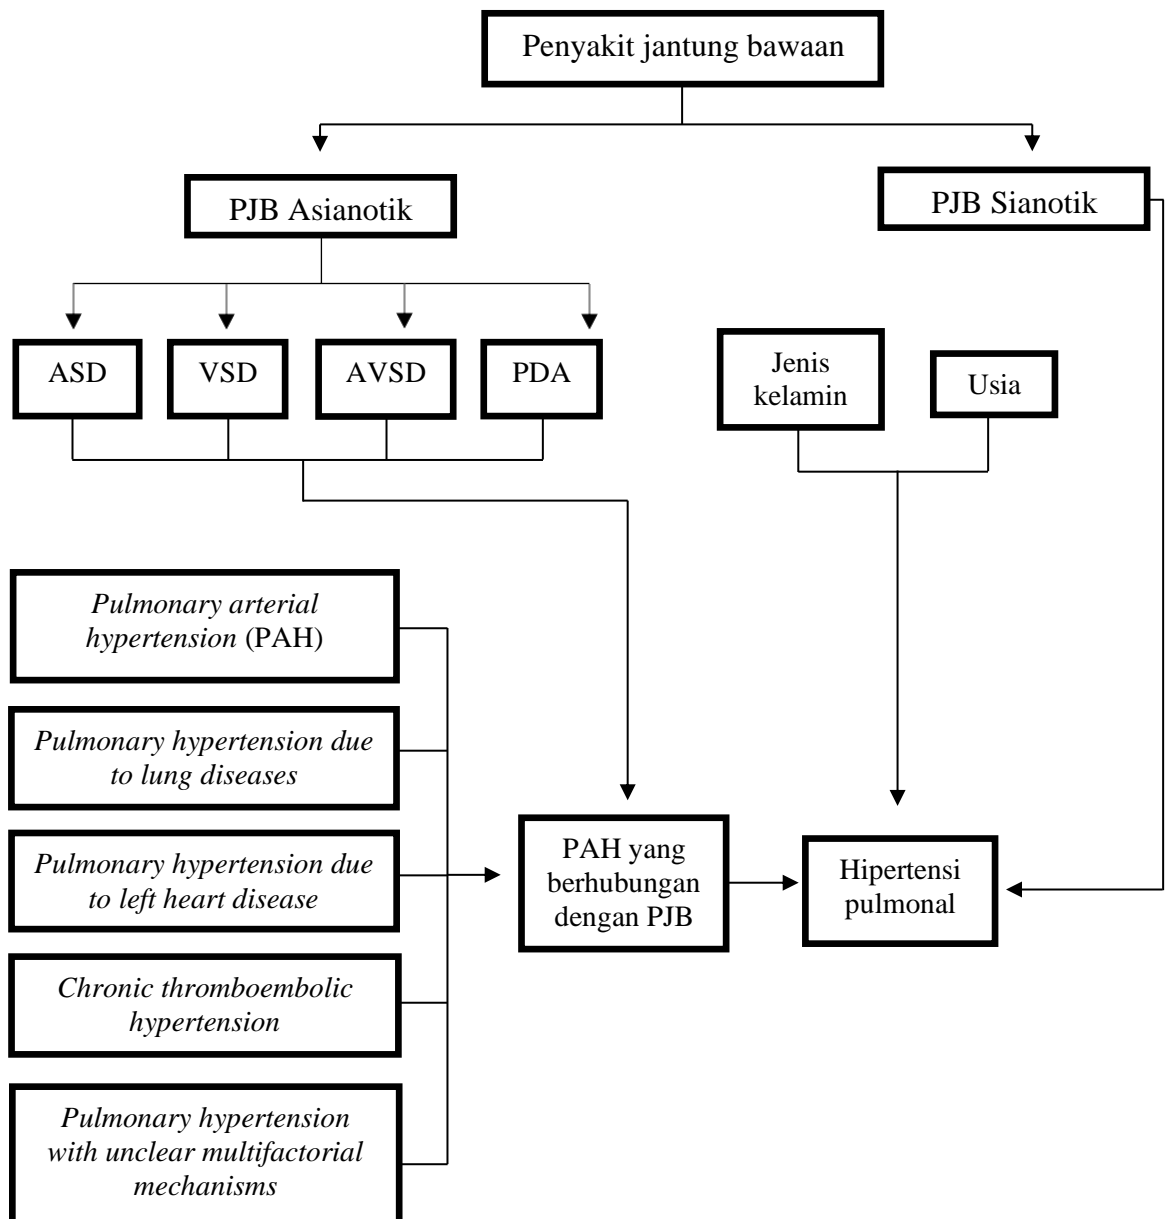 Penyakit jantung bawaan
PJB Asianotik
PJB Sianotik
ASD
VSD
AVSD
PDA
Jenis
kelamin
Usia
Pulmonary arterial
hypertension (PAH)
Pulmonary hypertension due
to lung diseases
Pulmonary hypertension due
to left heart disease
Chronic thromboembolic
hypertension
Pulmonary hypertension
with unclear multifactorial
mechanisms
PAH yang
berhubungan
dengan PJB
Hipertensi
pulmonal